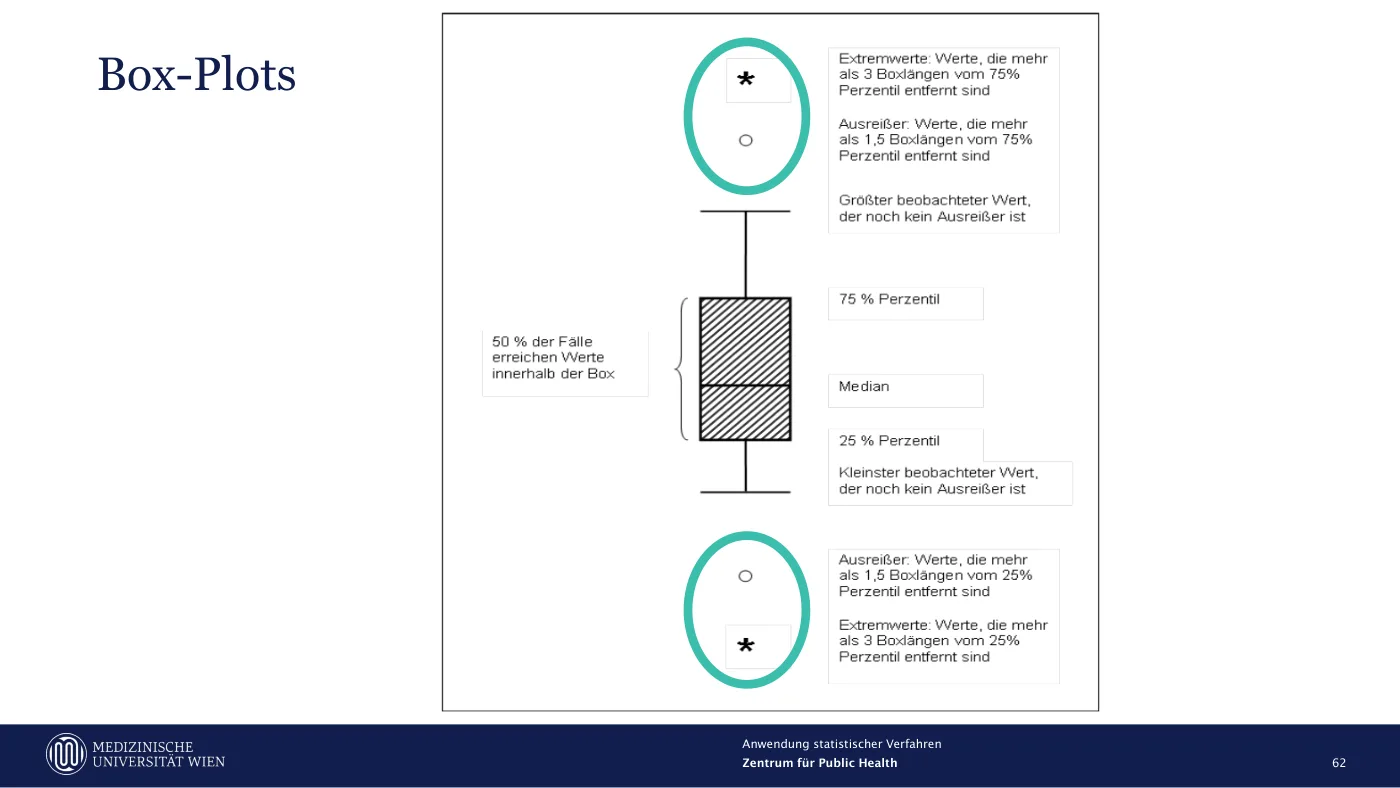 Box-Plots
*
Extremwerte: Werte, die mehr
als 3 Boxlängen vom 75%
Perzentil entfernt sind
Ausreißer: Werte, die mehr
als 1,5 Boxlängen vom 75%
Perzentil entfernt sind
Größter beobachteter Wert,
der noch kein Ausreißer ist
75 % Perzentil
50 % der Fälle
erreichen Werte
innerhalb der Box
Median
25 % Perzentil
Kleinster beobachteter Wert,
der noch kein Ausreißer ist
Ausreißer: Werte, die mehr
als 1,5 Boxlängen vom 25%
Perzentil entfernt sind
Extremwerte: Werte, die mehr
als 3 Boxlängen vom 25%
Perzentil entfernt sind
*
MEDIZINISCHE
UNIVERSITÄT WIEN
Anwendung statistischer Verfahren
Zentrum für Public Health
62